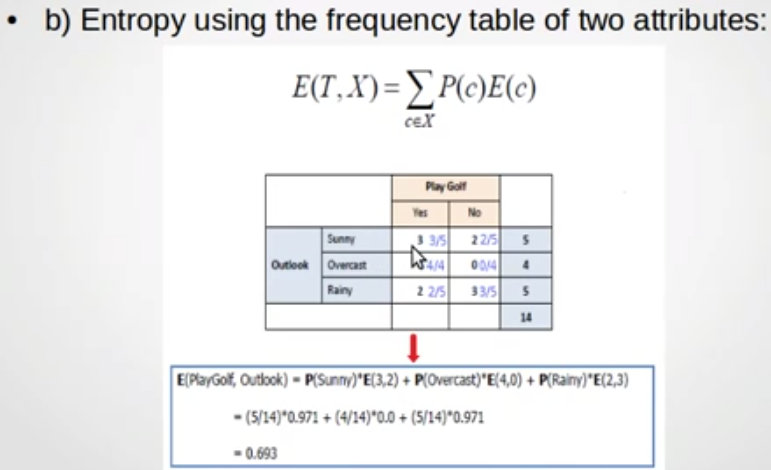 • b) Entropy using the frequency table of two attributes:
E(T,X)=∑P(c)E(c)
c∈X
Play Golf
Yes No
Sunny 3 3/5 2 2/5 5
Outlook Overcast 4/4 0 0/4 4
Rainy 2 2/5 3 3/5 5
14
E(PlayGolf, Outlook) = P(Sunny)*E(3,2) + P(Overcast)*E(4,0) + P(Rainy)*E(2,3)
= (5/14)*0.971 + (4/14)*0.0 + (5/14)*0.971
= 0.693